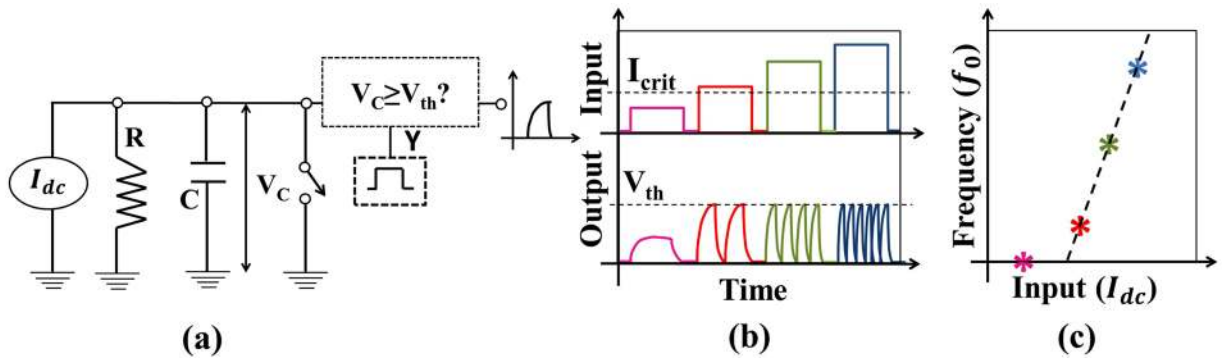 V_C≥V_th?
Y
I_dc
R
C
V_C
(a)
Input
I_crit
Output
V_th
Time
(b)
Frequency (f_0)
Input (I_dc)
(c)